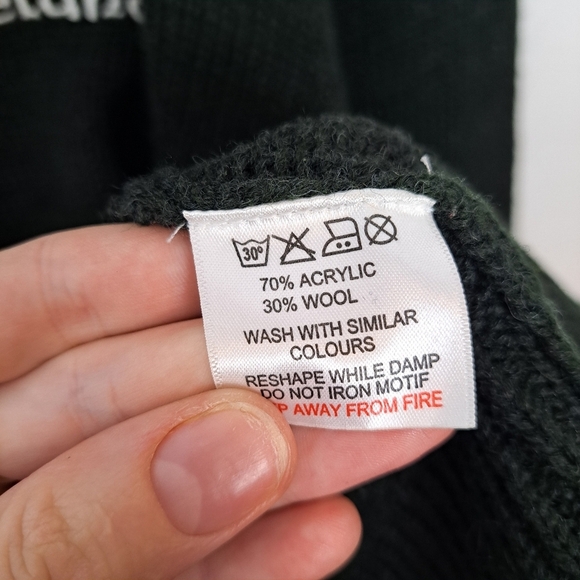 30°
70% ACRYLIC
30% WOOL
WASH WITH SIMILAR
COLOURS
RESHAPE WHILE DAMP
DO NOT IRON MOTIF
AWAY FROM FIRE